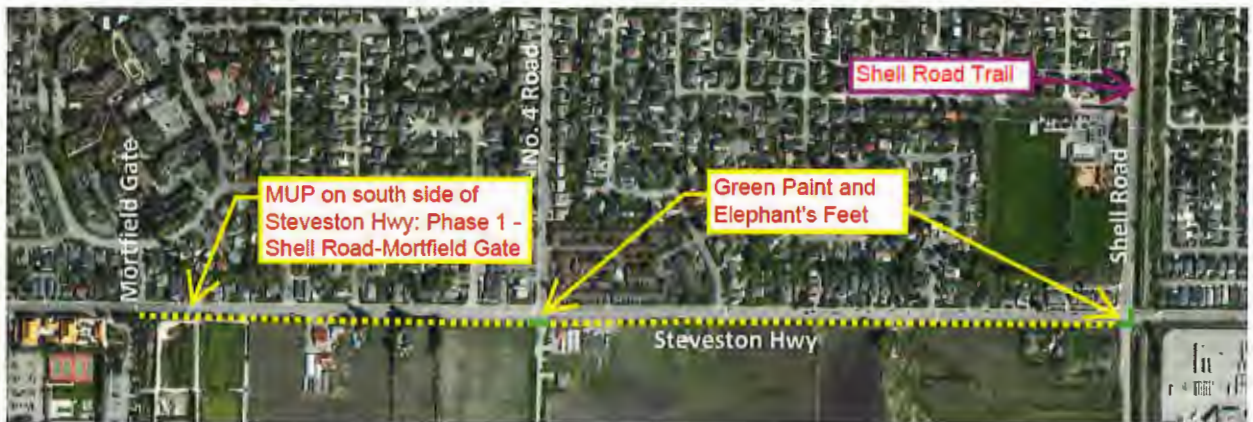 Shell Road Trail
No. 4 Road
Mortfield Gate
MUP on south side of
Steveston Hwy: Phase 1 -
Shell Road-Mortfield Gate
Green Paint and
Elephant's Feet
Shell Road
Steveston Hwy